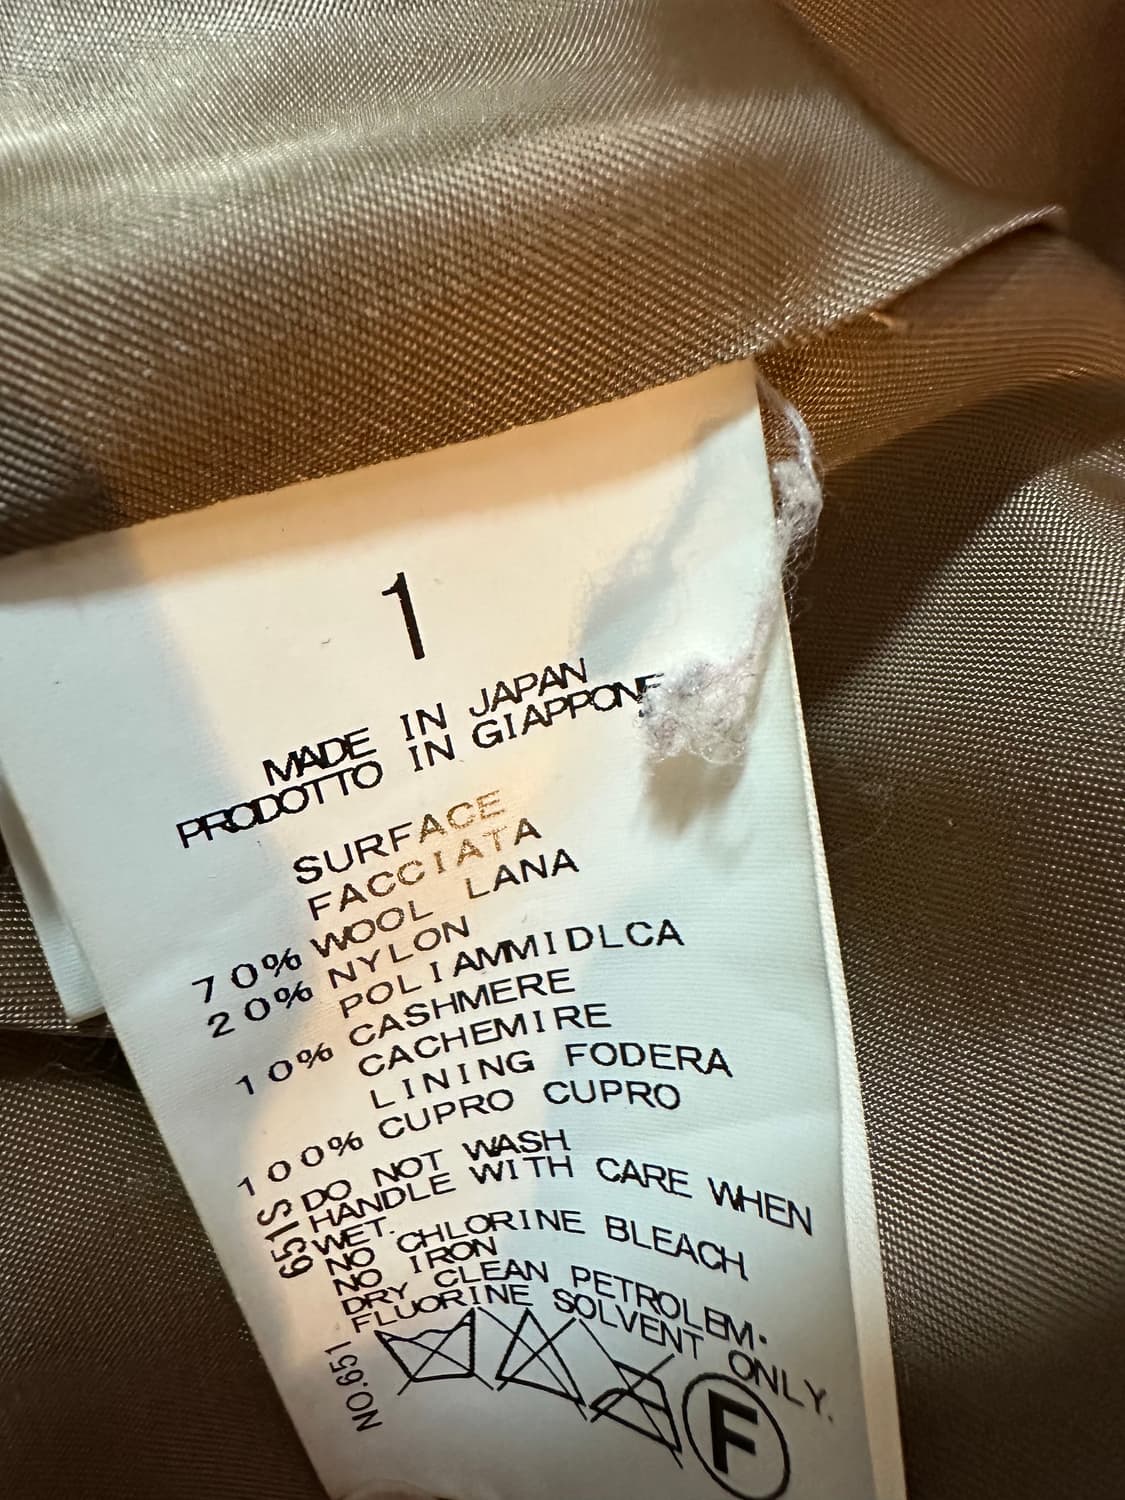 1
MADE IN JAPAN
PRODOTTO IN GIAPPONE
SURFACE
FACCIATA
70% WOOL LANA
20% NYLON
POLIAMMIDLCA
10% CASHMERE
CACHEMIRE
LINING FODERA
100% CUPRO CUPRO
DO NOT WASH
HANDLE WITH CARE WHEN
WET.
NO CHLORINE BLEACH
NO IRON
DRY CLEAN PETROLEM·
FLUORINE SOLVENT ONLY.
651S
NO.651
F